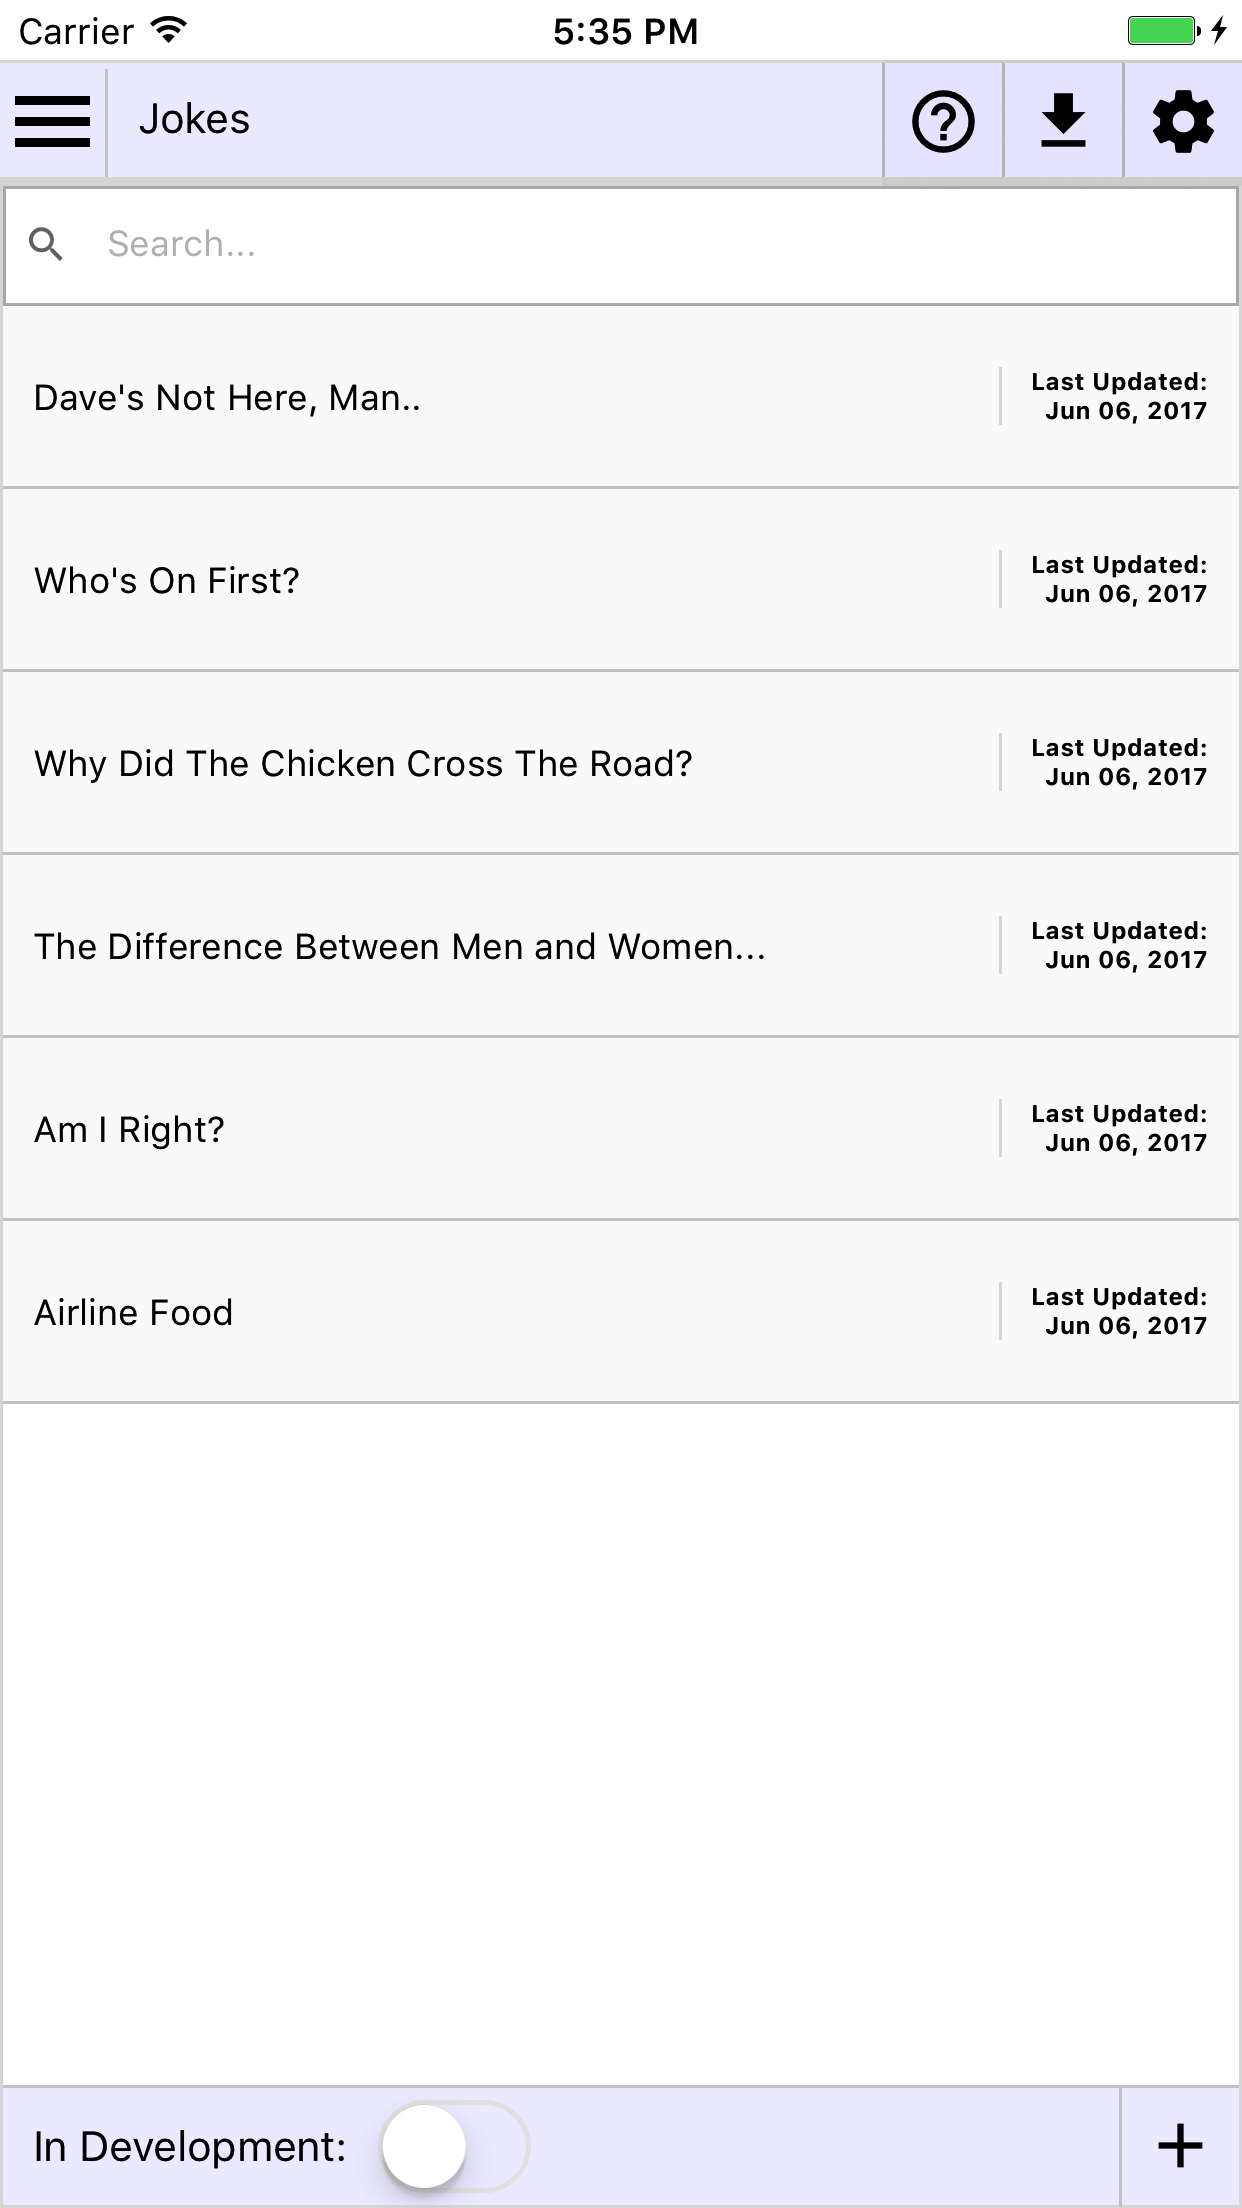 Carrier 5:35 PM
Jokes
Search...
Dave's Not Here, Man..
Last Updated:
Jun 06, 2017
Who's On First?
Last Updated:
Jun 06, 2017
Why Did The Chicken Cross The Road?
Last Updated:
Jun 06, 2017
The Difference Between Men and Women...
Last Updated:
Jun 06, 2017
Am I Right?
Last Updated:
Jun 06, 2017
Airline Food
Last Updated:
Jun 06, 2017
In Development: